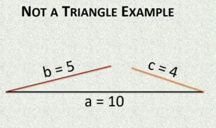 NOT A TRIANGLE EXAMPLE
b = 5
c = 4
a = 10